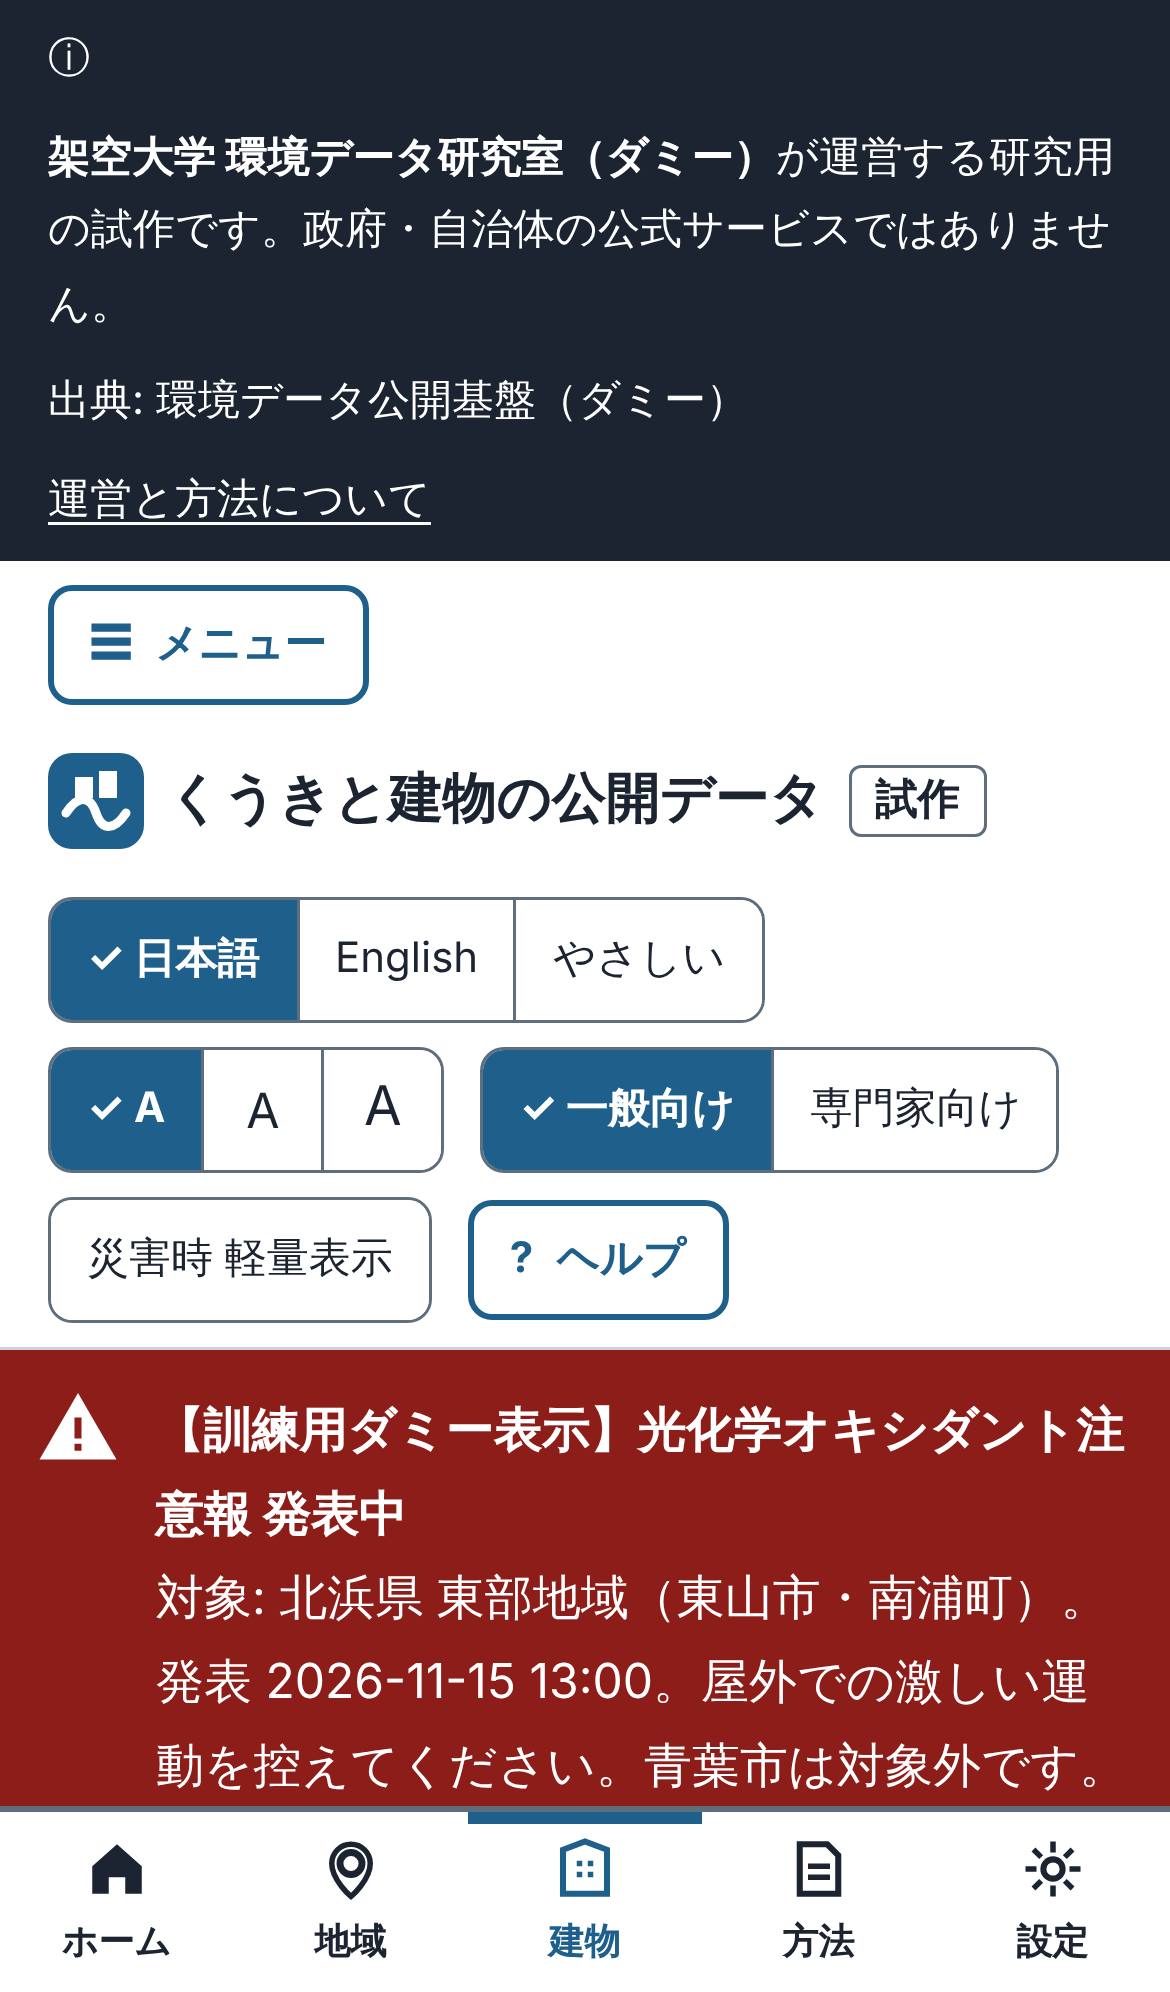 架空大学 環境データ研究室（ダミー）が運営する研究用
の試作です。政府・自治体の公式サービスではありませ
ん。
出典: 環境データ公開基盤（ダミー）
運営と方法について
メニュー
くうきと建物の公開データ 試作
日本語 English やさしい
A A A 一般向け 専門家向け
災害時 軽量表示 ? ヘルプ
【訓練用ダミー表示】光化学オキシダント注
意報 発表中
対象: 北浜県 東部地域（東山市・南浦町）。
発表 2026-11-15 13:00。屋外での激しい運
動を控えてください。青葉市は対象外です。
ホーム 地域 建物 方法 設定